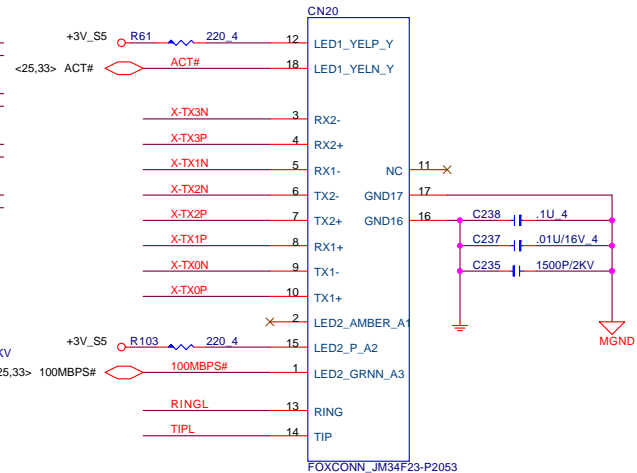 CN20
+3V_S5 R61 220_4 12 LED1_YELP_Y
<25,33> ACT# ACT# 18 LED1_YELN_Y
X-TX3N 3 RX2-
X-TX3P 4 RX2+
X-TX1N 5 RX1- NC 11
X-TX2N 6 TX2- GND17 17
X-TX2P 7 TX2+ GND16 16 C238 .1U_4
X-TX1P 8 RX1+ C237 .01U/16V_4
X-TX0N 9 TX1- C235 1500P/2KV
X-TX0P 10 TX1+
2 LED2_AMBER_A1
MGND
+3V_S5 R103 220_4 15 LED2_P_A2
KV
25,33> 100MBPS# 100MBPS# 1 LED2_GRNN_A3
RINGL 13 RING
TIPL 14 TIP
FOXCONN_JM34F23-P2053